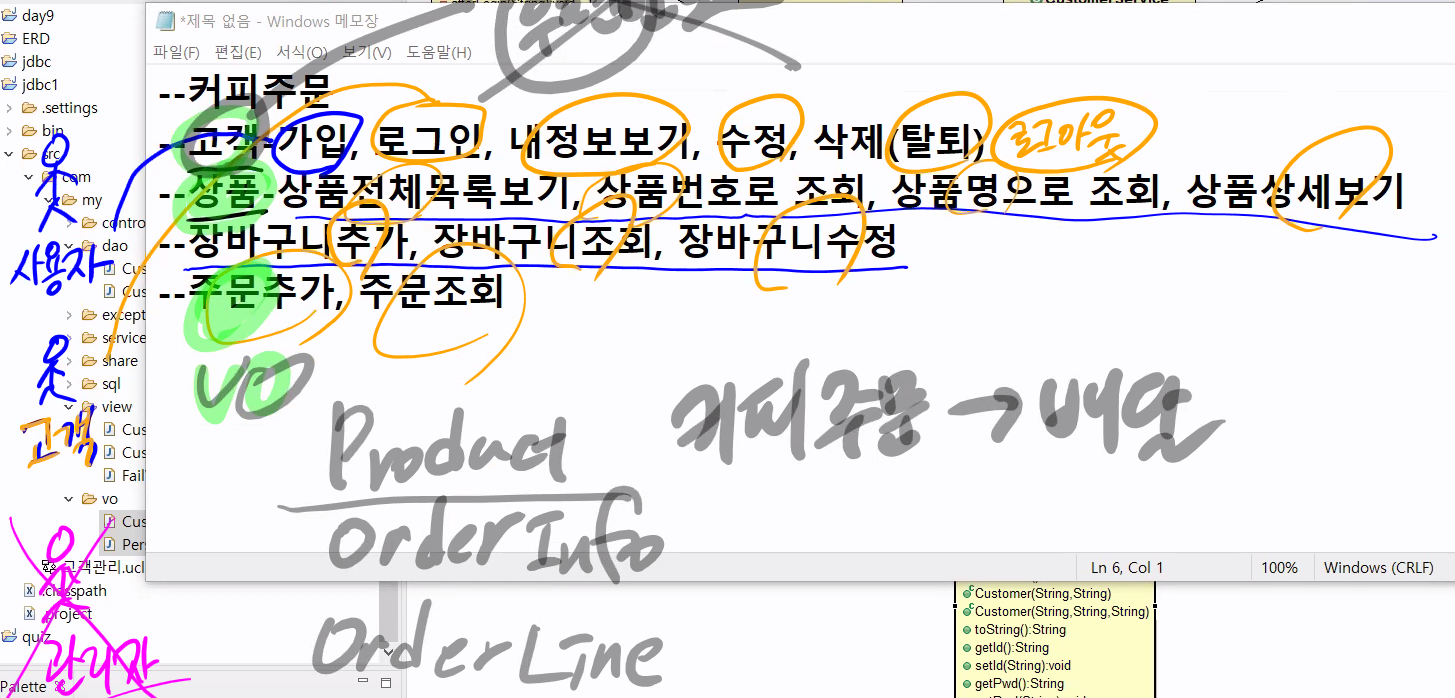 day9
ERD
jdbc
jdbc1
.settings
bin
src
com
my
contro
dao
Cus
Cus
except
service
share
sql
view
Cus
Cus
Fail
vo
Cus
Pers
고객관리.ucl
.classpath
.project
quiz
Palette
사용자
고객
관리자
*제목 없음 - Windows 메모장
파일(F) 편집(E) 서식(O) 보기(V) 도움말(H)
--커피주문
--고객-가입, 로그인, 내정보보기, 수정, 삭제(탈퇴) 로그아웃
--상품 상품전체목록보기, 상품번호로 조회, 상품명으로 조회, 상품상세보기
--장바구니추가, 장바구니조회, 장바구니수정
--주문추가, 주문조회
VO
Product
OrderInfo
OrderLine
커피주문 → 배달
Ln 6, Col 1 100% Windows (CRLF)
CustomerService
Customer(String,String)
Customer(String,String,String)
toString():String
getId():String
setId(String):void
getPwd():String